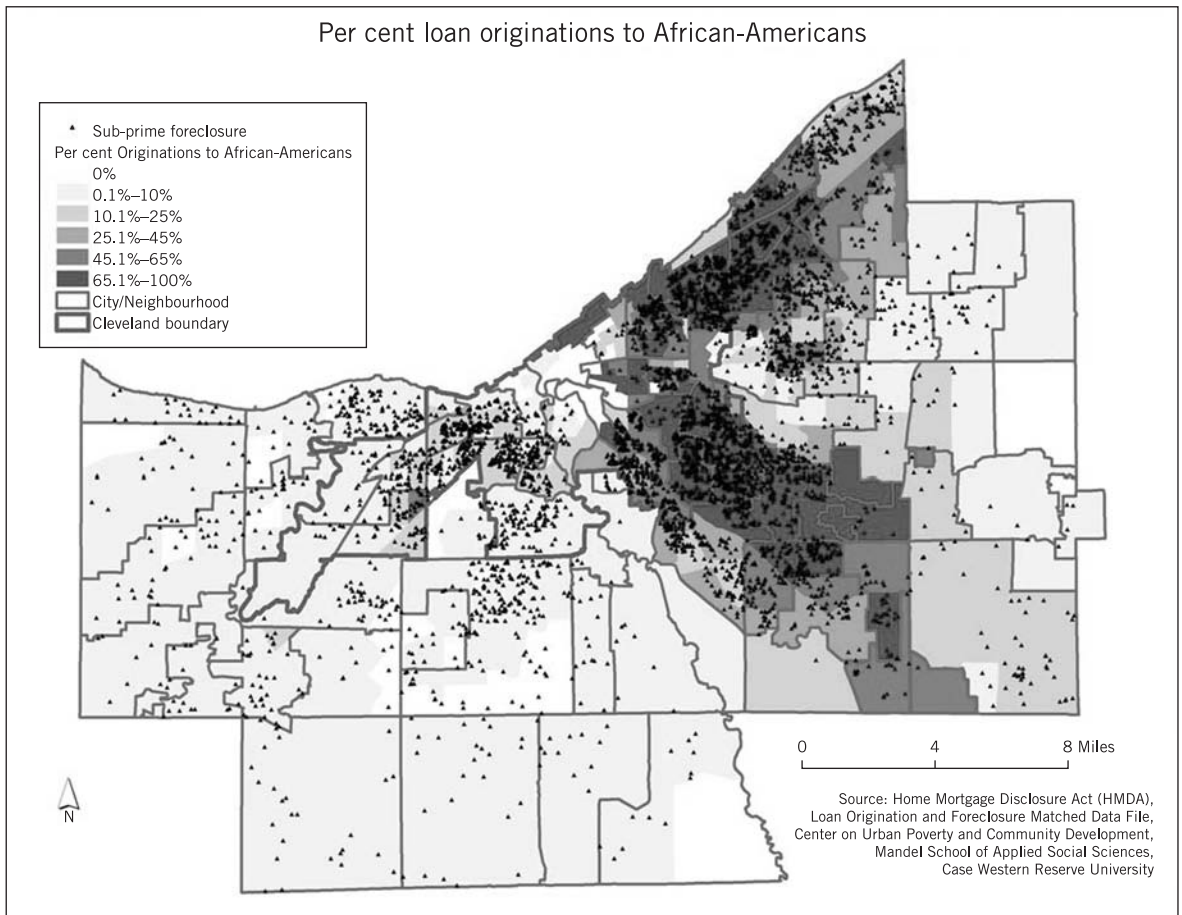 Per cent loan originations to African-Americans
Sub-prime foreclosure
Per cent Originations to African-Americans
0%
0.1%–10%
10.1%–25%
25.1%–45%
45.1%–65%
65.1%–100%
City/Neighbourhood
Cleveland boundary
0 4 8 Miles
N
Source: Home Mortgage Disclosure Act (HMDA),
Loan Origination and Foreclosure Matched Data File,
Center on Urban Poverty and Community Development,
Mandel School of Applied Social Sciences,
Case Western Reserve University